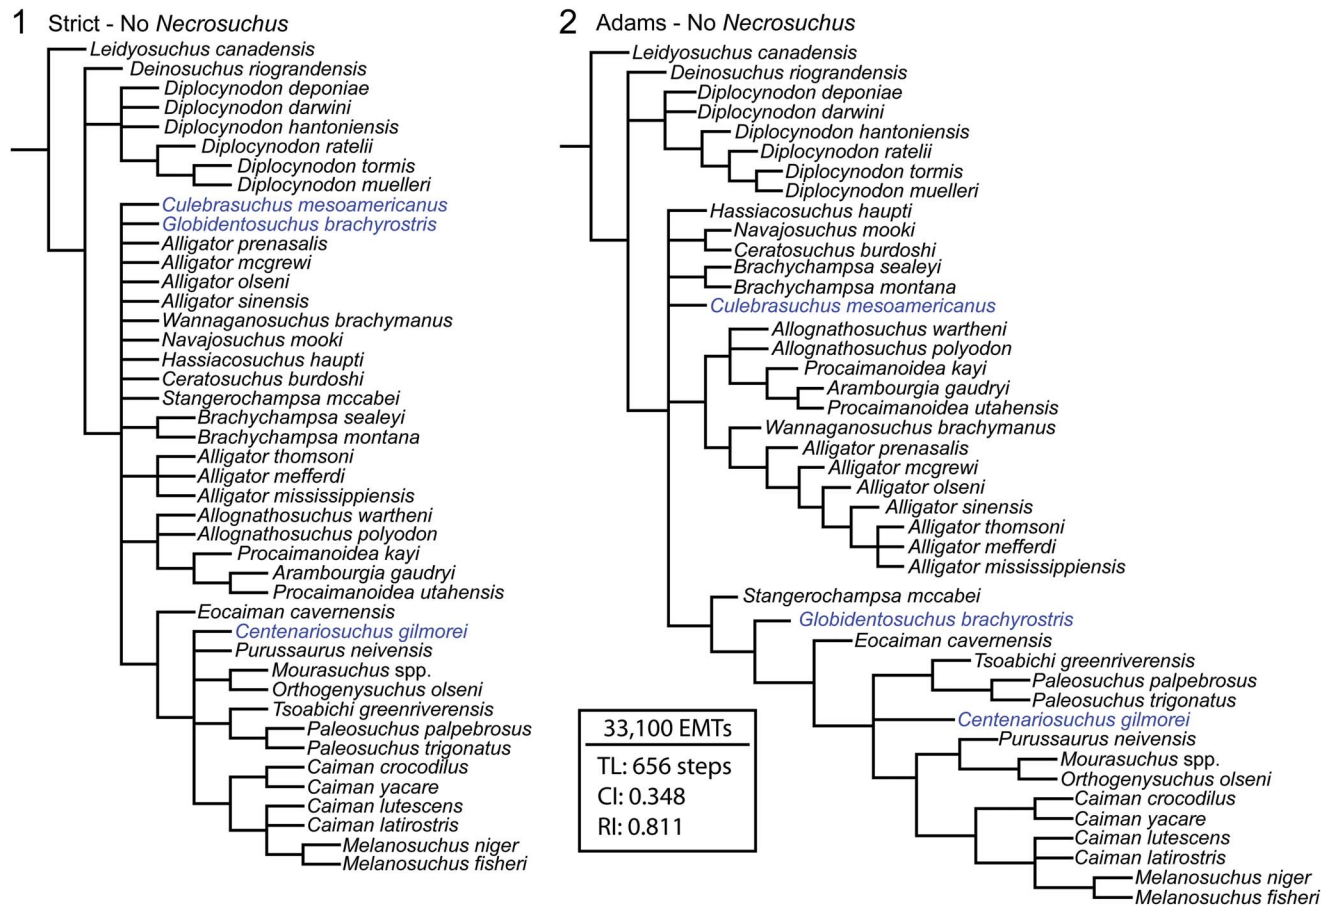 1 Strict - No Necrosuchus
Leidyosuchus canadensis
Deinosuchus riograndensis
Diplocynodon deponiae
Diplocynodon darwini
Diplocynodon hantoniensis
Diplocynodon ratelii
Diplocynodon tormis
Diplocynodon muelleri
Culebrasuchus mesoamericanus
Globidentosuchus brachyrostris
Alligator prenasalis
Alligator mcgrewi
Alligator olseni
Alligator sinensis
Wannaganosuchus brachymanus
Navajosuchus mooki
Hassiacosuchus haupti
Ceratosuchus burdoshi
Stangerochampsa mccabei
Brachychampsa sealeyi
Brachychampsa montana
Alligator thomsoni
Alligator mefferdi
Alligator mississippiensis
Allognathosuchus wartheni
Allognathosuchus polyodon
Procaimanoidea kayi
Arambourgia gaudryi
Procaimanoidea utahensis
Eocaiman cavernensis
Centenariosuchus gilmorei
Purussaurus neivensis
Mourasuchus spp.
Orthogenysuchus olseni
Tsoabichi greenriverensis
Paleosuchus palpebrosus
Paleosuchus trigonatus
Caiman crocodilus
Caiman yacare
Caiman lutescens
Caiman latirostris
Melanosuchus niger
Melanosuchus fisheri
2 Adams - No Necrosuchus
Leidyosuchus canadensis
Deinosuchus riograndensis
Diplocynodon deponiae
Diplocynodon darwini
Diplocynodon hantoniensis
Diplocynodon ratelii
Diplocynodon tormis
Diplocynodon muelleri
Hassiacosuchus haupti
Navajosuchus mooki
Ceratosuchus burdoshi
Brachychampsa sealeyi
Brachychampsa montana
Culebrasuchus mesoamericanus
Allognathosuchus wartheni
Allognathosuchus polyodon
Procaimanoidea kayi
Arambourgia gaudryi
Procaimanoidea utahensis
Wannaganosuchus brachymanus
Alligator prenasalis
Alligator mcgrewi
Alligator olseni
Alligator sinensis
Alligator thomsoni
Alligator mefferdi
Alligator mississippiensis
Stangerochampsa mccabei
Globidentosuchus brachyrostris
Eocaiman cavernensis
Tsoabichi greenriverensis
Paleosuchus palpebrosus
Paleosuchus trigonatus
Centenariosuchus gilmorei
Purussaurus neivensis
Mourasuchus spp.
Orthogenysuchus olseni
Caiman crocodilus
Caiman yacare
Caiman lutescens
Caiman latirostris
Melanosuchus niger
Melanosuchus fisheri
33,100 EMTs
TL: 656 steps
CI: 0.348
RI: 0.811